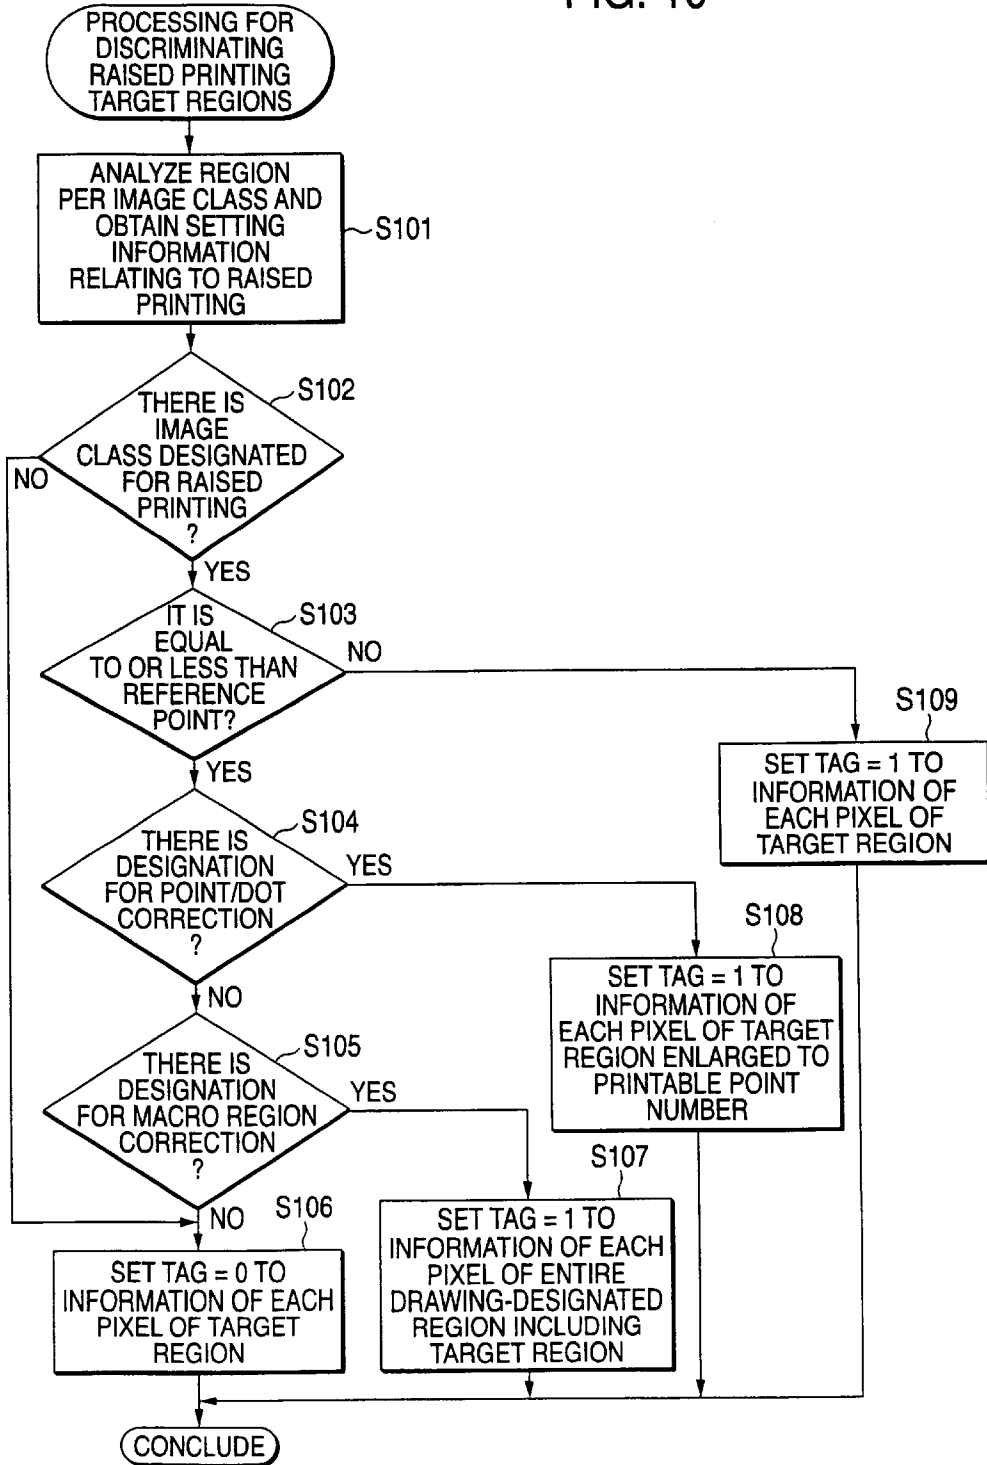 FIG. 10
PROCESSING FOR
DISCRIMINATING
RAISED PRINTING
TARGET REGIONS
ANALYZE REGION
PER IMAGE CLASS AND
OBTAIN SETTING
INFORMATION
RELATING TO RAISED
PRINTING
S101
S102
THERE IS
IMAGE
CLASS DESIGNATED
FOR RAISED
PRINTING
?
NO
YES
S103
IT IS
EQUAL
TO OR LESS THAN
REFERENCE
POINT?
NO
YES
S109
SET TAG = 1 TO
INFORMATION OF
EACH PIXEL OF
TARGET REGION
S104
THERE IS
DESIGNATION
FOR POINT/DOT
CORRECTION
?
YES
NO
S108
SET TAG = 1 TO
INFORMATION OF
EACH PIXEL OF TARGET
REGION ENLARGED TO
PRINTABLE POINT
NUMBER
S105
THERE IS
DESIGNATION
FOR MACRO REGION
CORRECTION
?
YES
NO
S107
SET TAG = 1 TO
INFORMATION OF EACH
PIXEL OF ENTIRE
DRAWING-DESIGNATED
REGION INCLUDING
TARGET REGION
S106
SET TAG = 0 TO
INFORMATION OF EACH
PIXEL OF TARGET
REGION
CONCLUDE